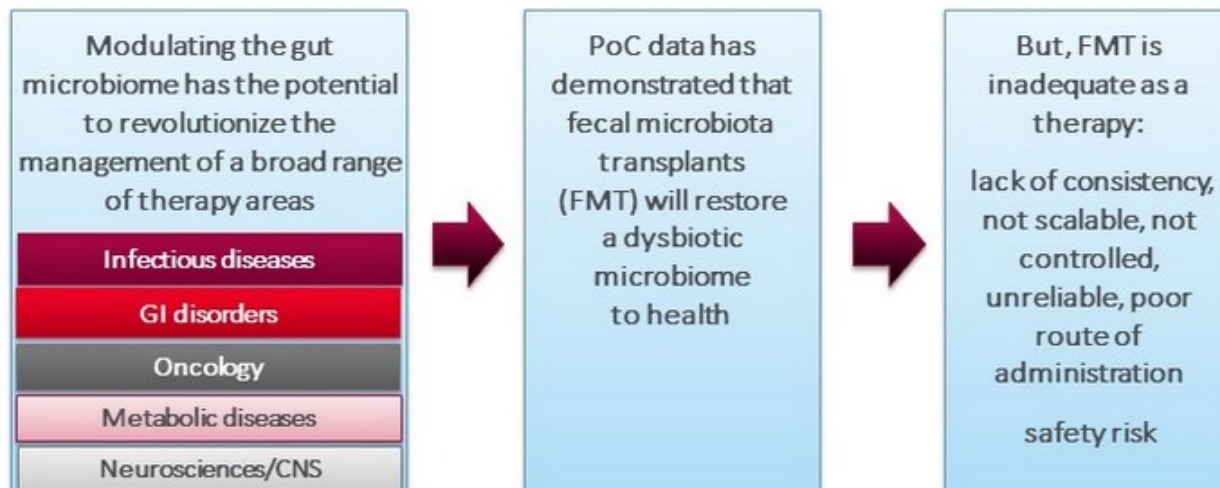 Modulating the gut
microbiome has the potential
to revolutionize the
management of a broad range
of therapy areas
Infectious diseases
GI disorders
Oncology
Metabolic diseases
Neurosciences/CNS
PoC data has
demonstrated that
fecal microbiota
transplants
(FMT) will restore
a dysbiotic
microbiome
to health
But, FMT is
inadequate as a
therapy:
lack of consistency,
not scalable, not
controlled,
unreliable, poor
route of
administration
safety risk